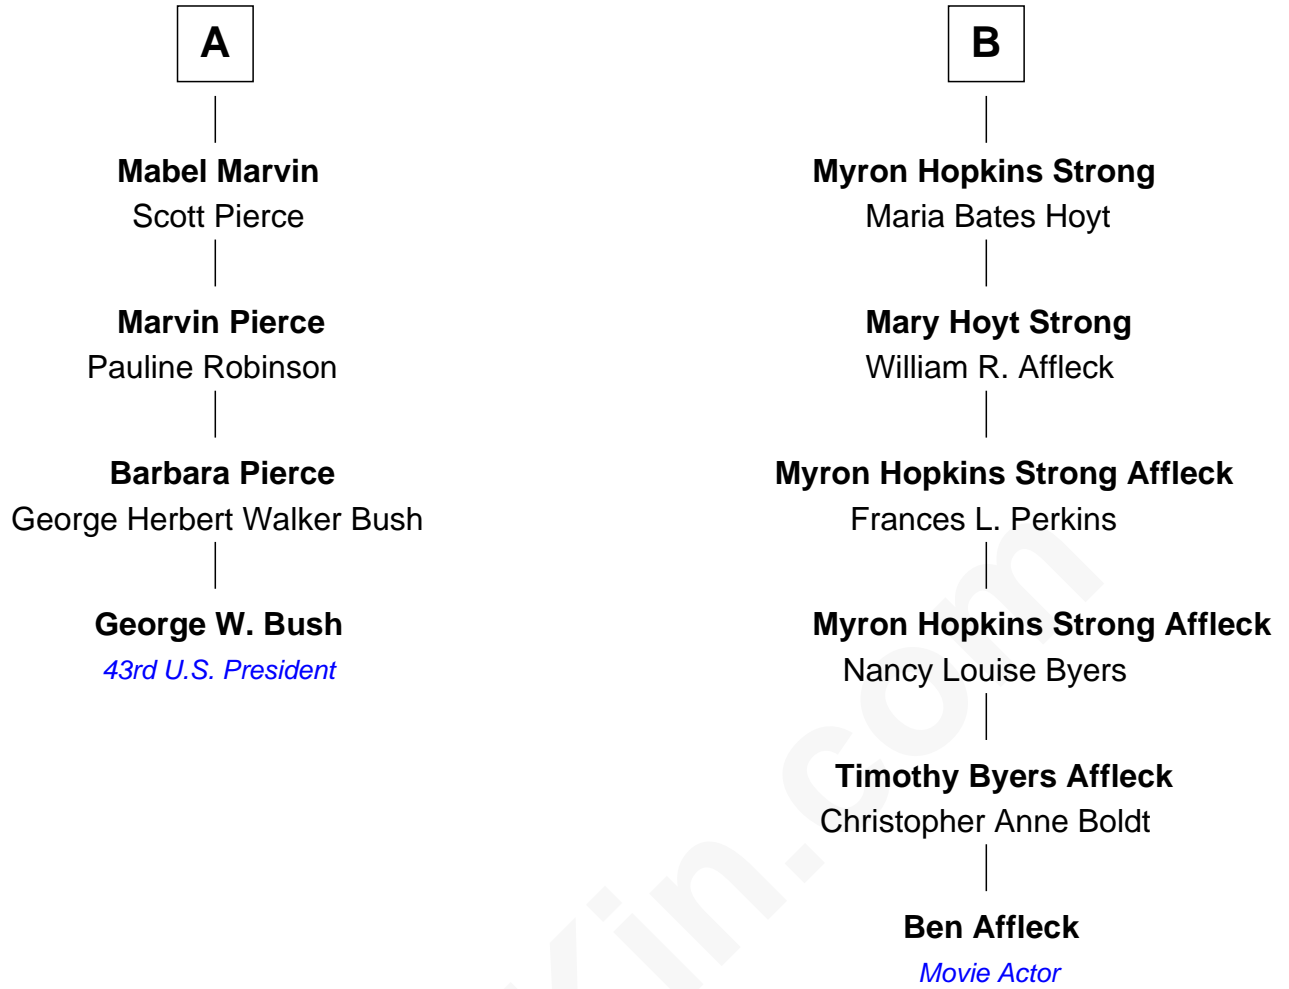 A
Mabel Marvin
Scott Pierce
Marvin Pierce
Pauline Robinson
Barbara Pierce
George Herbert Walker Bush
George W. Bush
43rd U.S. President
B
Myron Hopkins Strong
Maria Bates Hoyt
Mary Hoyt Strong
William R. Affleck
Myron Hopkins Strong Affleck
Frances L. Perkins
Myron Hopkins Strong Affleck
Nancy Louise Byers
Timothy Byers Affleck
Christopher Anne Boldt
Ben Affleck
Movie Actor